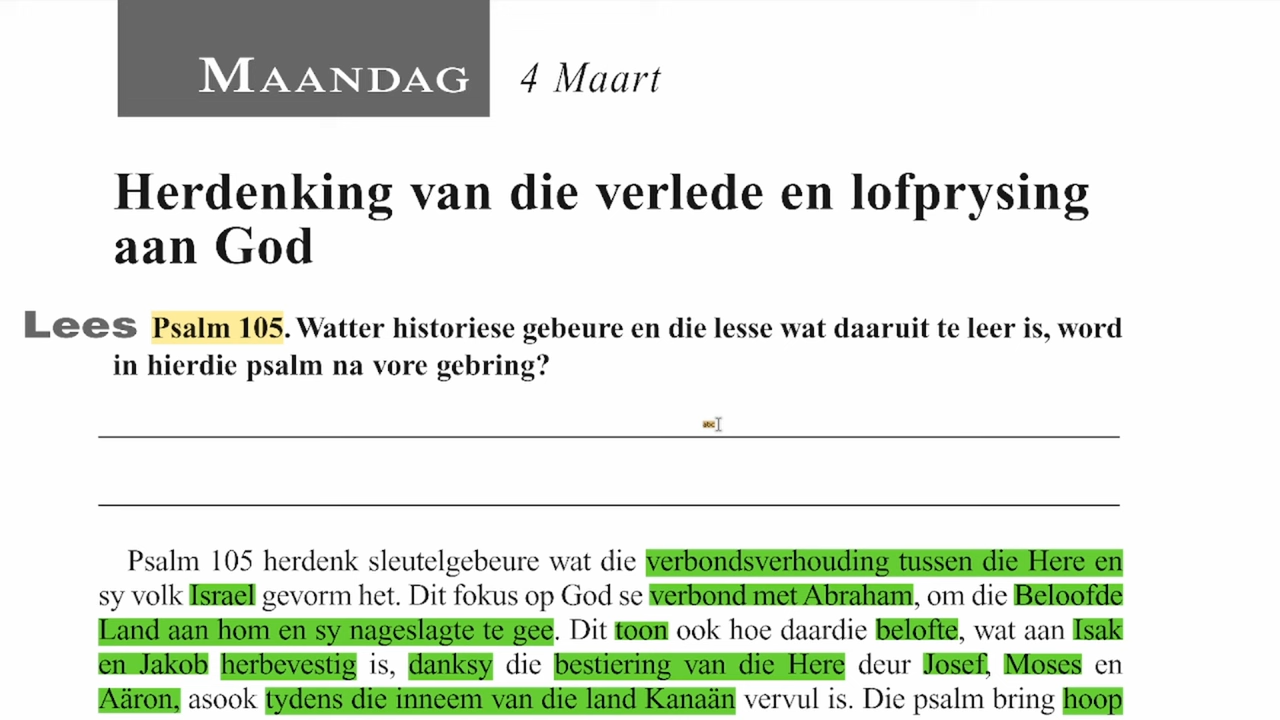 MAANDAG 4 Maart
Herdenking van die verlede en lofprysing
aan God
Lees Psalm 105. Watter historiese gebeure en die lesse wat daaruit te leer is, word
in hierdie psalm na vore gebring?
abc
Psalm 105 herdenk sleutelgebeure wat die verbondsverhouding tussen die Here en
sy volk Israel gevorm het. Dit fokus op God se verbond met Abraham, om die Beloofde
Land aan hom en sy nageslagte te gee. Dit toon ook hoe daardie belofte, wat aan Isak
en Jakob herbevestig is, danksy die bestiering van die Here deur Josef, Moses en
Aäron, asook tydens die inneem van die land Kanaän vervul is. Die psalm bring hoop